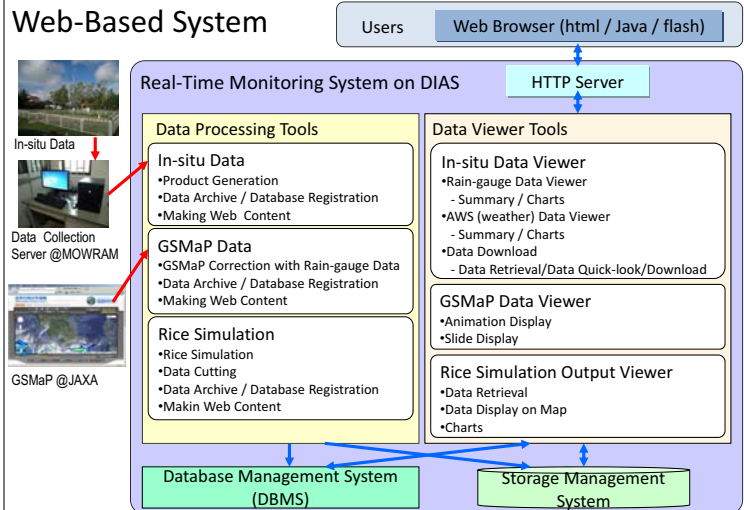 Web-Based System
Users
Web Browser (html / Java / flash)
Real-Time Monitoring System on DIAS
HTTP Server
In-situ Data
Data Collection
Server @MOWRAM
GSMaP @JAXA
Data Processing Tools
In-situ Data
•Product Generation
•Data Archive / Database Registration
•Making Web Content
GSMaP Data
•GSMaP Correction with Rain-gauge Data
•Data Archive / Database Registration
•Making Web Content
Rice Simulation
•Rice Simulation
•Data Cutting
•Data Archive / Database Registration
•Makin Web Content
Data Viewer Tools
In-situ Data Viewer
•Rain-gauge Data Viewer
- Summary / Charts
•AWS (weather) Data Viewer
- Summary / Charts
•Data Download
- Data Retrieval/Data Quick-look/Download
GSMaP Data Viewer
•Animation Display
•Slide Display
Rice Simulation Output Viewer
•Data Retrieval
•Data Display on Map
•Charts
Database Management System
(DBMS)
Storage Management
System